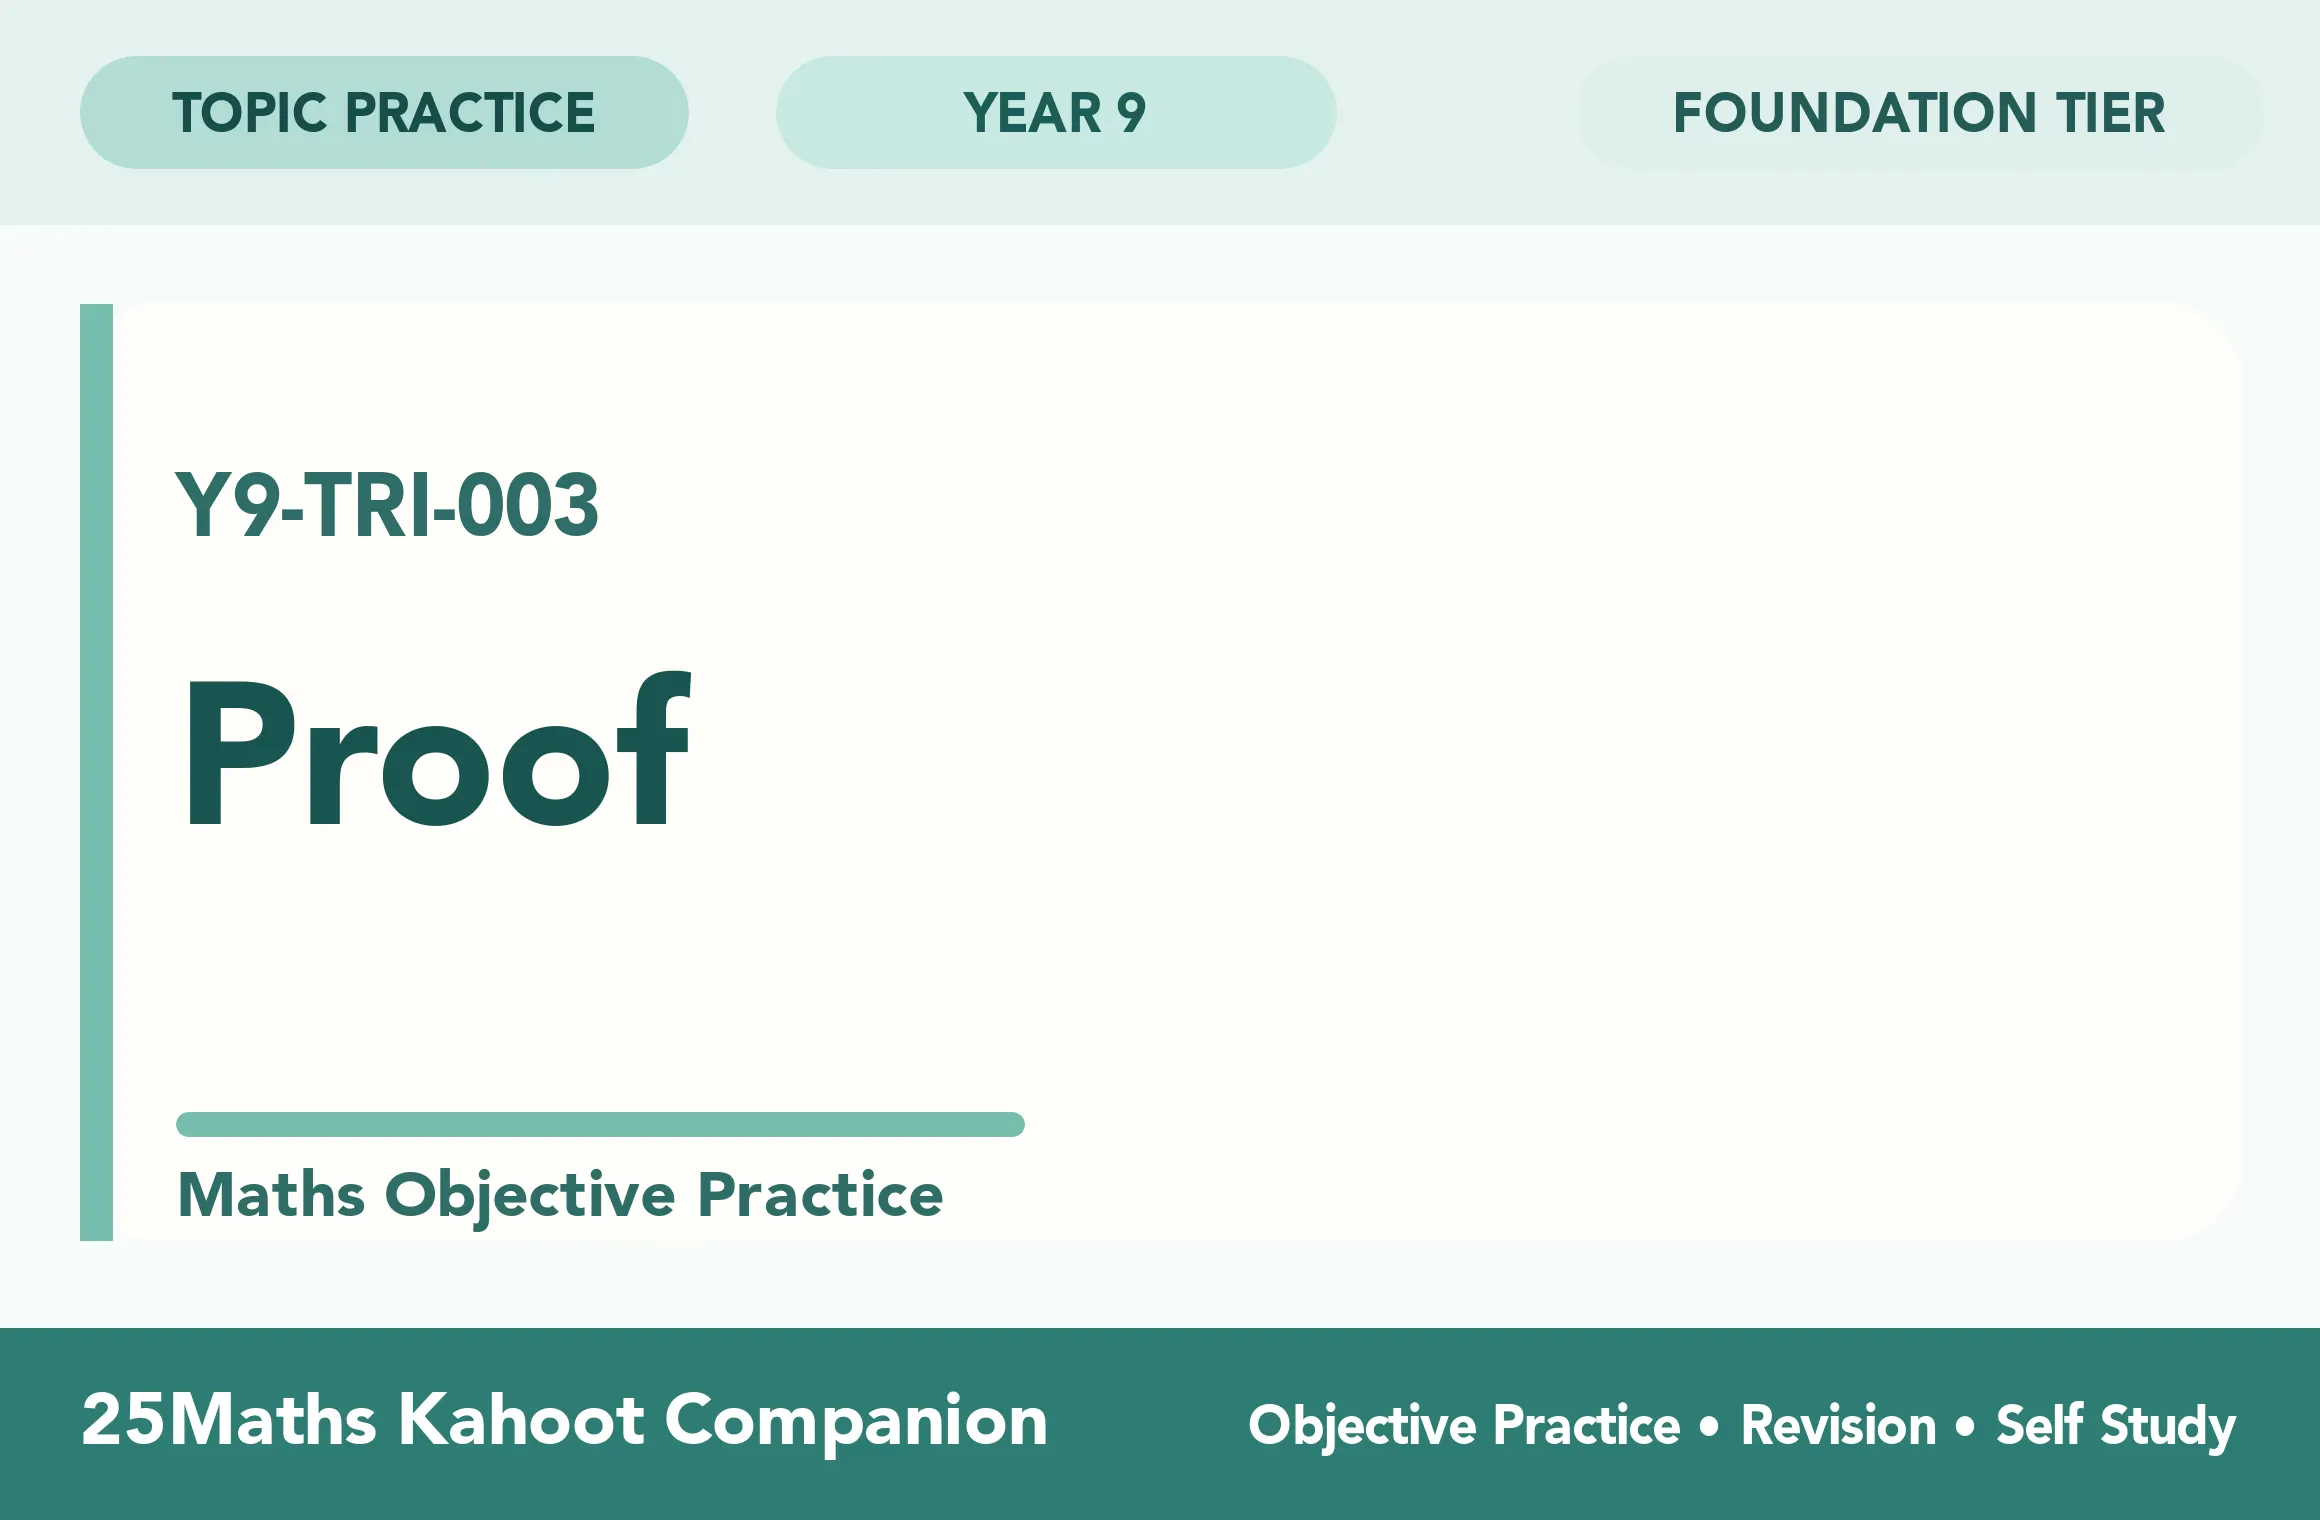 TOPIC PRACTICE
YEAR 9
FOUNDATION TIER
Y9-TRI-003
Proof
Maths Objective Practice
25Maths Kahoot Companion
Objective Practice • Revision • Self Study